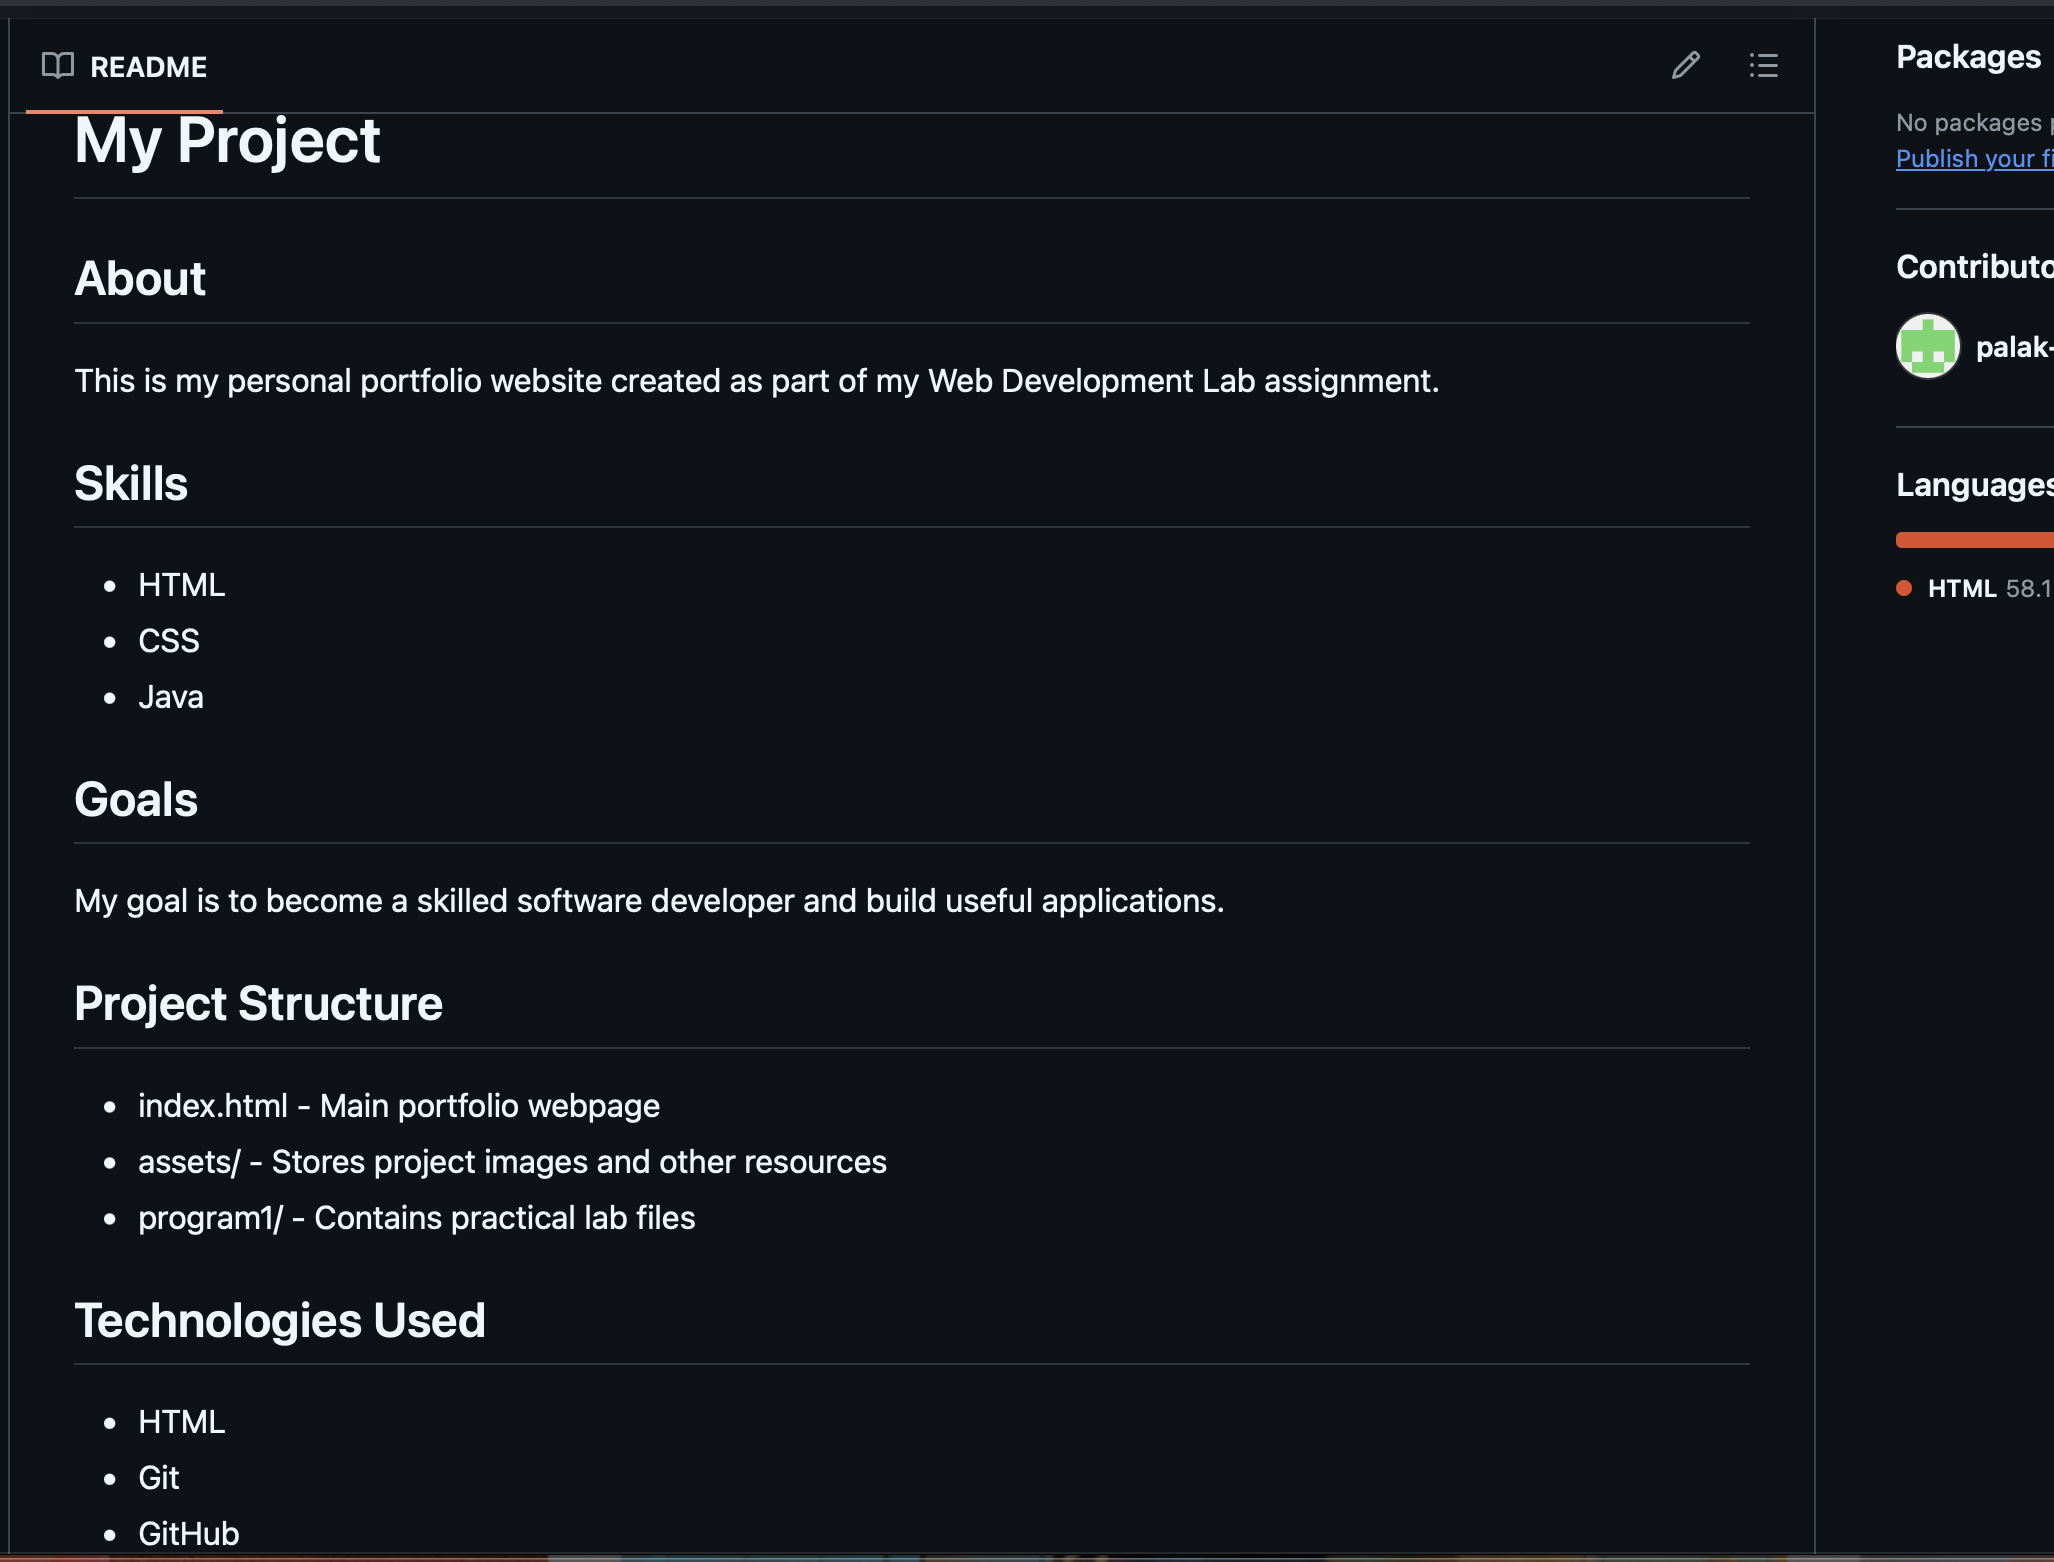 README
My Project
About
This is my personal portfolio website created as part of my Web Development Lab assignment.
Skills
HTML
CSS
Java
Goals
My goal is to become a skilled software developer and build useful applications.
Project Structure
index.html - Main portfolio webpage
assets/ - Stores project images and other resources
program1/ - Contains practical lab files
Technologies Used
HTML
Git
GitHub
Packages
No packages
Publish your
palak-
Languages
HTML 58.1